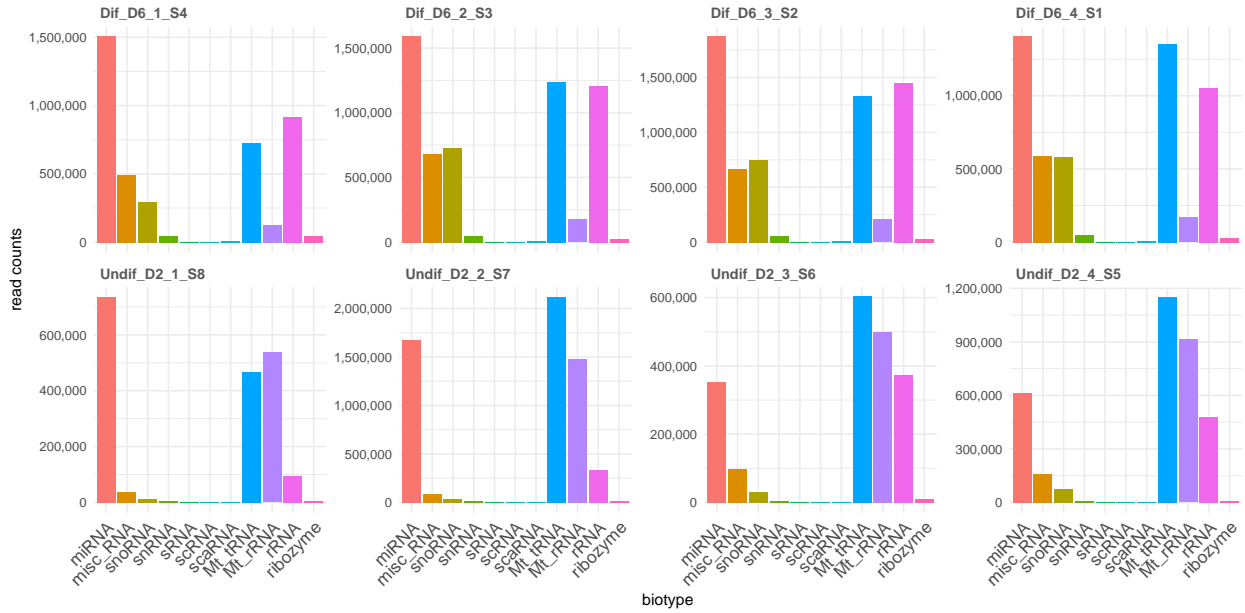 Dif_D6_1_S4
Dif_D6_2_S3
Dif_D6_3_S2
Dif_D6_4_S1
1,500,000
1,000,000
500,000
0
1,500,000
1,000,000
500,000
0
1,500,000
1,000,000
500,000
0
1,000,000
500,000
0
read counts
Undif_D2_1_S8
Undif_D2_2_S7
Undif_D2_3_S6
Undif_D2_4_S5
600,000
400,000
200,000
0
2,000,000
1,500,000
1,000,000
500,000
0
600,000
400,000
200,000
0
1,200,000
900,000
600,000
300,000
0
miRNA
misc_RNA
snoRNA
snRNA
sRNA
scRNA
scaRNA
Mt_tRNA
Mt_rRNA
rRNA
ribozyme
miRNA
misc_RNA
snoRNA
snRNA
sRNA
scRNA
scaRNA
Mt_tRNA
Mt_rRNA
rRNA
ribozyme
miRNA
misc_RNA
snoRNA
snRNA
sRNA
scRNA
scaRNA
Mt_tRNA
Mt_rRNA
rRNA
ribozyme
miRNA
misc_RNA
snoRNA
snRNA
sRNA
scRNA
scaRNA
Mt_tRNA
Mt_rRNA
rRNA
ribozyme
biotype